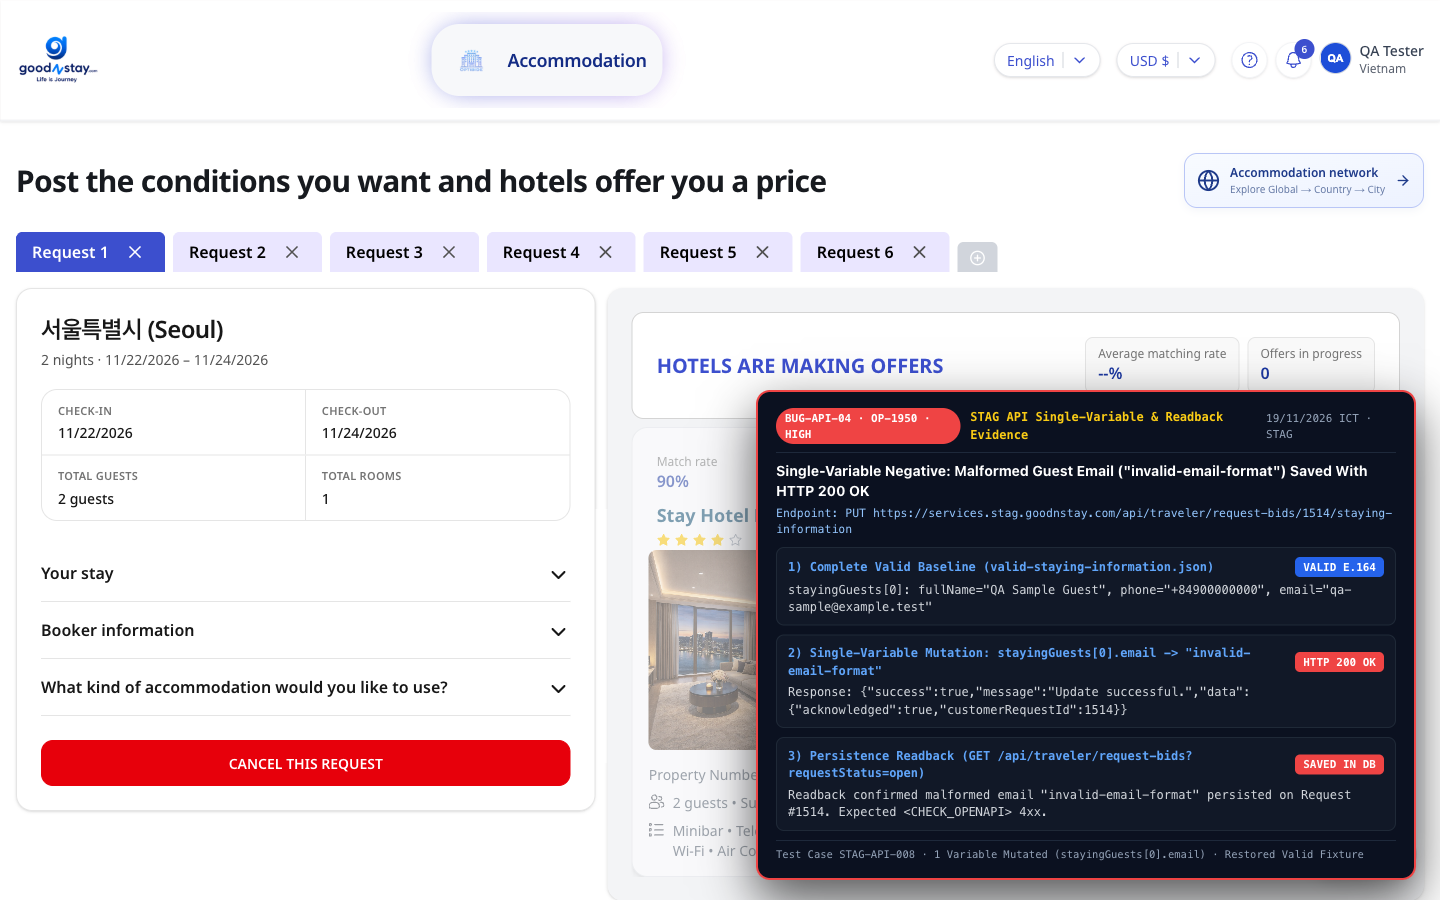 goodNstay.com
Life is Journey
Accommodation
English
USD $
6
QA
QA Tester
Vietnam
Post the conditions you want and hotels offer you a price
Accommodation network
Explore Global → Country → City
Request 1
Request 2
Request 3
Request 4
Request 5
Request 6
서울특별시 (Seoul)
2 nights · 11/22/2026 – 11/24/2026
CHECK-IN
11/22/2026
CHECK-OUT
11/24/2026
TOTAL GUESTS
2 guests
TOTAL ROOMS
1
Your stay
Booker information
What kind of accommodation would you like to use?
CANCEL THIS REQUEST
HOTELS ARE MAKING OFFERS
Average matching rate
--%
Offers in progress
0
Match rate
90%
Stay Hotel
Property Numbe
2 guests • Su
Minibar • Tele
Wi-Fi • Air Co
BUG-API-04 · OP-1950 ·
HIGH
STAG API Single-Variable & Readback
Evidence
19/11/2026 ICT ·
STAG
Single-Variable Negative: Malformed Guest Email ("invalid-email-format") Saved With
HTTP 200 OK
Endpoint: PUT https://services.stag.goodnstay.com/api/traveler/request-bids/1514/staying-
information
1) Complete Valid Baseline (valid-staying-information.json)
VALID E.164
stayingGuests[0]: fullName="QA Sample Guest", phone="+84900000000", email="qa-
sample@example.test"
2) Single-Variable Mutation: stayingGuests[0].email -> "invalid-
email-format"
HTTP 200 OK
Response: {"success":true,"message":"Update successful.","data":
{"acknowledged":true,"customerRequestId":1514}}
3) Persistence Readback (GET /api/traveler/request-bids?
requestStatus=open)
SAVED IN DB
Readback confirmed malformed email "invalid-email-format" persisted on Request
#1514. Expected <CHECK_OPENAPI> 4xx.
Test Case STAG-API-008 · 1 Variable Mutated (stayingGuests[0].email) · Restored Valid Fixture